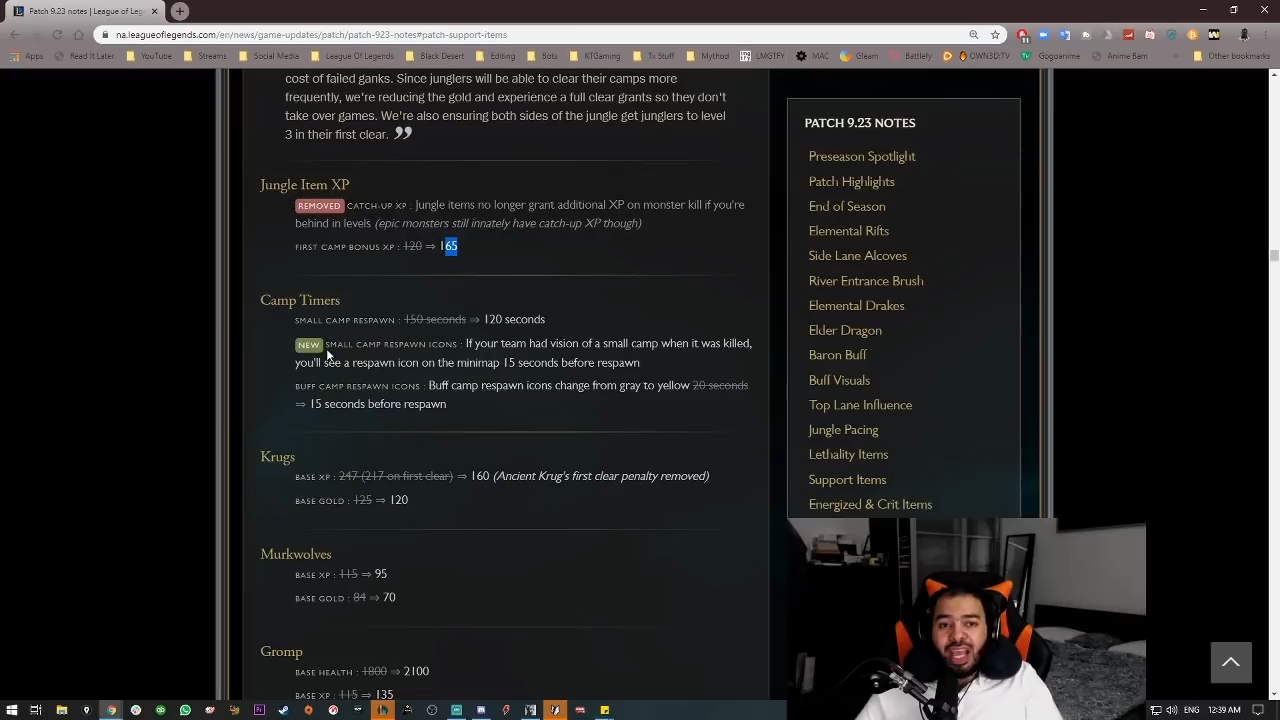 Patch 9.23 notes | League of Leg
na.leagueoflegends.com/en/news/game-updates/patch/patch-923-notes#patch-support-items
Apps Read It Later YouTube Streams Social Media League Of Legends Black Desert Editing Bots KTGaming Tv.Stuff Mythod LMGTFY MAC Gleam Battlefy OWN3D.TV Gogoanime Anime Bam Other bookmarks
cost of failed ganks. Since junglers will be able to clear their camps more
frequently, we're reducing the gold and experience a full clear grants so they don't
take over games. We're also ensuring both sides of the jungle get junglers to level
3 in their first clear.
Jungle Item XP
REMOVED CATCH-UP XP : Jungle items no longer grant additional XP on monster kill if you're
behind in levels (epic monsters still innately have catch-up XP though)
FIRST CAMP BONUS XP : 120 ⇒ 165
Camp Timers
SMALL CAMP RESPAWN : 150 seconds ⇒ 120 seconds
NEW SMALL CAMP RESPAWN ICONS : If your team had vision of a small camp when it was killed,
you'll see a respawn icon on the minimap 15 seconds before respawn
BUFF CAMP RESPAWN ICONS : Buff camp respawn icons change from gray to yellow 20 seconds
⇒ 15 seconds before respawn
Krugs
BASE XP : 247 (217 on first clear) ⇒ 160 (Ancient Krug's first clear penalty removed)
BASE GOLD : 125 ⇒ 120
Murkwolves
BASE XP : 115 ⇒ 95
BASE GOLD : 84 ⇒ 70
Gromp
BASE HEALTH : 1800 ⇒ 2100
BASE XP : 115 ⇒ 135
PATCH 9.23 NOTES
Preseason Spotlight
Patch Highlights
End of Season
Elemental Rifts
Side Lane Alcoves
River Entrance Brush
Elemental Drakes
Elder Dragon
Baron Buff
Buff Visuals
Top Lane Influence
Jungle Pacing
Lethality Items
Support Items
Energized & Crit Items
ENG 12:39 AM